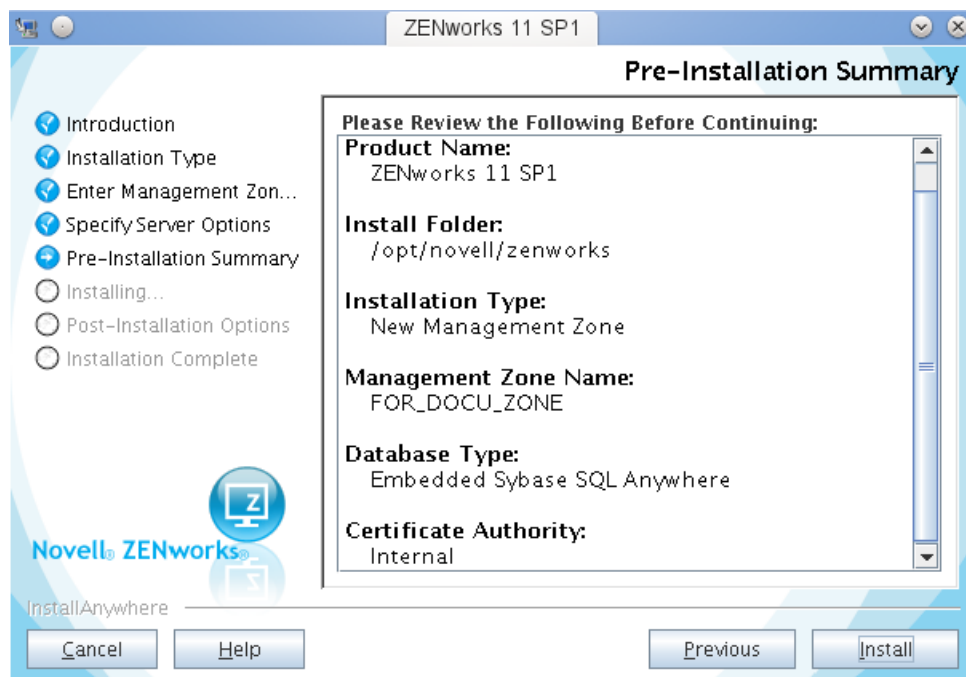 ZENworks 11 SP1
Pre-Installation Summary
Introduction
Installation Type
Enter Management Zon...
Specify Server Options
Pre-Installation Summary
Installing...
Post-Installation Options
Installation Complete
Please Review the Following Before Continuing:
Product Name:
ZENworks 11 SP1
Install Folder:
/opt/novell/zenworks
Installation Type:
New Management Zone
Management Zone Name:
FOR_DOCU_ZONE
Database Type:
Embedded Sybase SQL Anywhere
Certificate Authority:
Internal
Z
Novell® ZENworks®
InstallAnywhere
Cancel
Help
Previous
Install